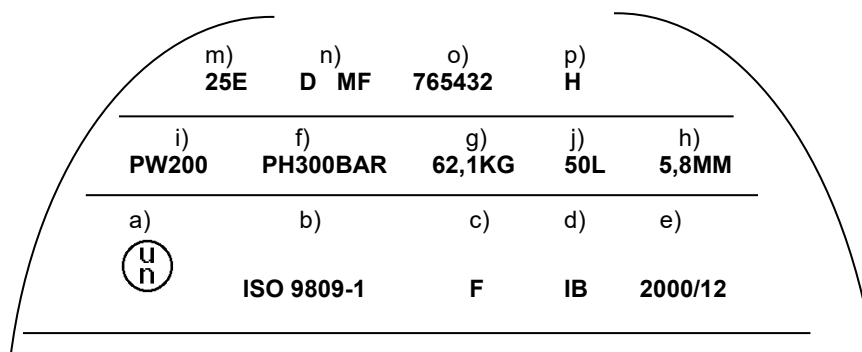 m) n) o) p)
25E D MF 765432 H
i) f) g) j) h)
PW200 PH300BAR 62,1KG 50L 5,8MM
a) b) c) d) e)
u
n
ISO 9809-1 F IB 2000/12